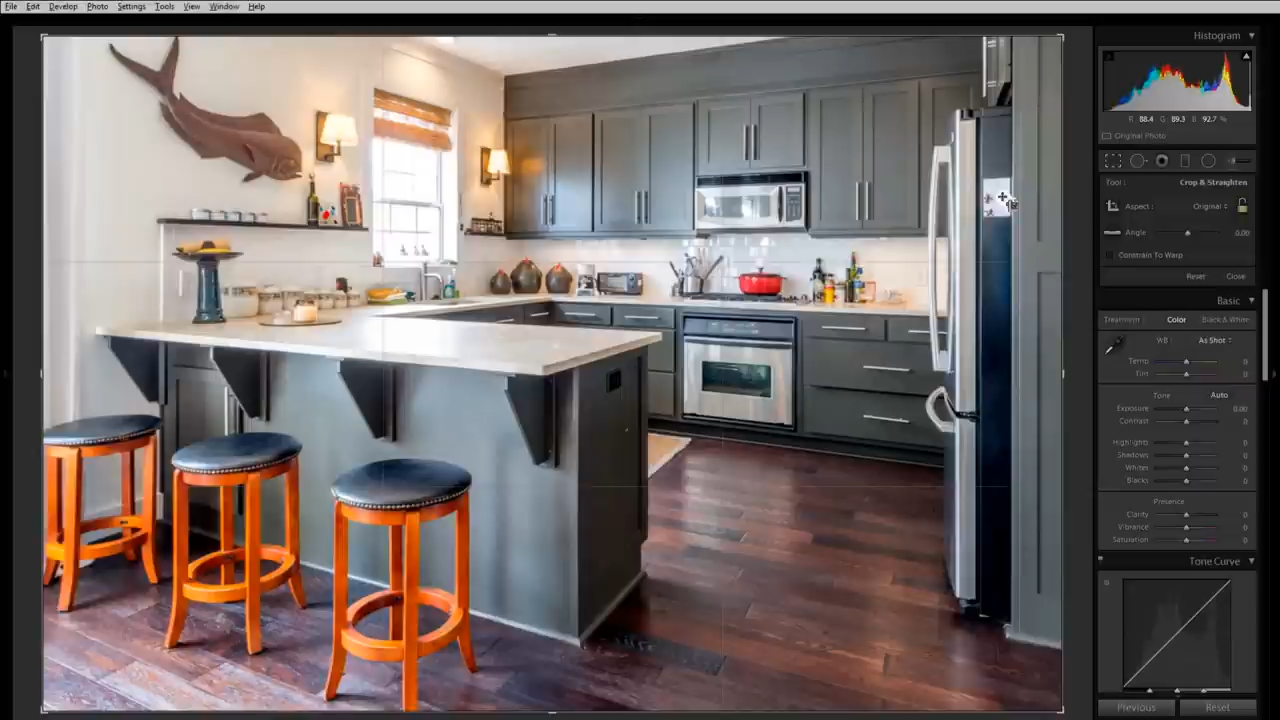 File Edit Develop Photo Settings Tools View Window Help
Histogram
R 88.4 G 89.3 B 92.7 %
Original Photo
Tool : Crop & Straighten
Aspect : Original
Angle 0.00
Constrain To Warp
Reset Close
Basic
Treatment Color Black & White
WB : As Shot
Temp 0
Tint 0
Tone Auto
Exposure 0.00
Contrast 0
Highlights 0
Shadows 0
Whites 0
Blacks 0
Presence
Clarity 0
Vibrance 0
Saturation 0
Tone Curve
Previous Reset